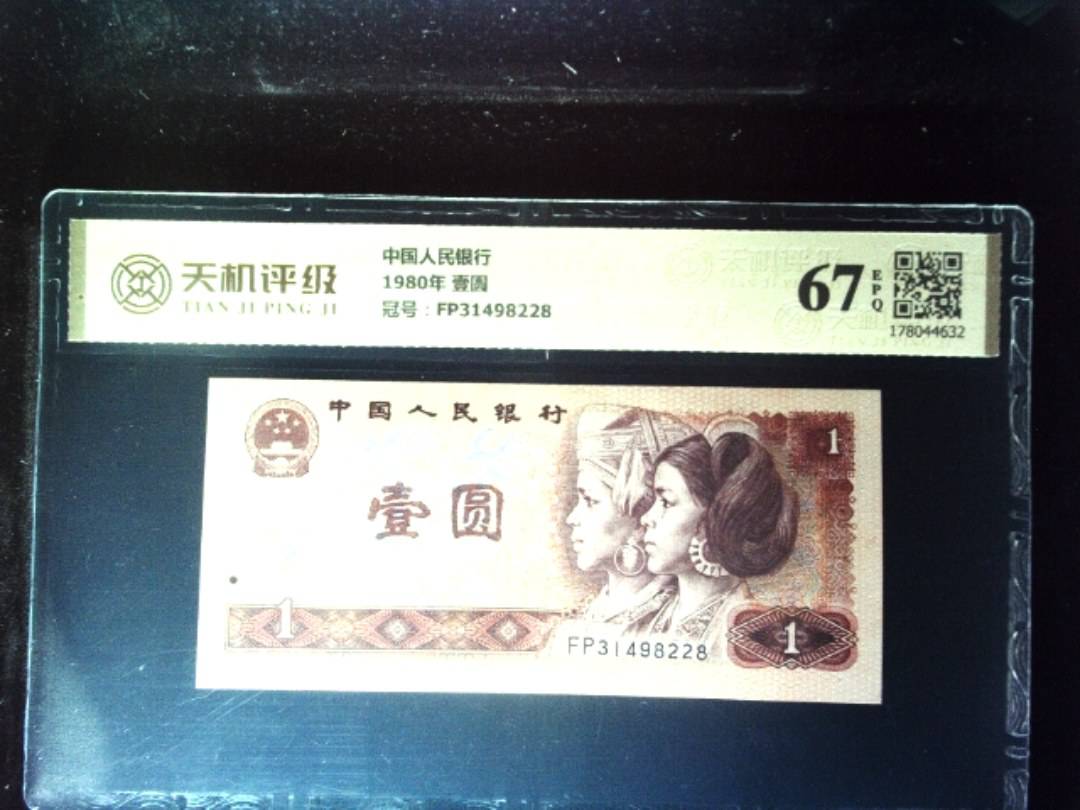 天机评级
TIAN JI PING JI
中国人民银行
1980年 壹圆
冠号：FP31498228
67
EPQ
178044632
中国人民银行
1
壹圆
1
FP31498228
1